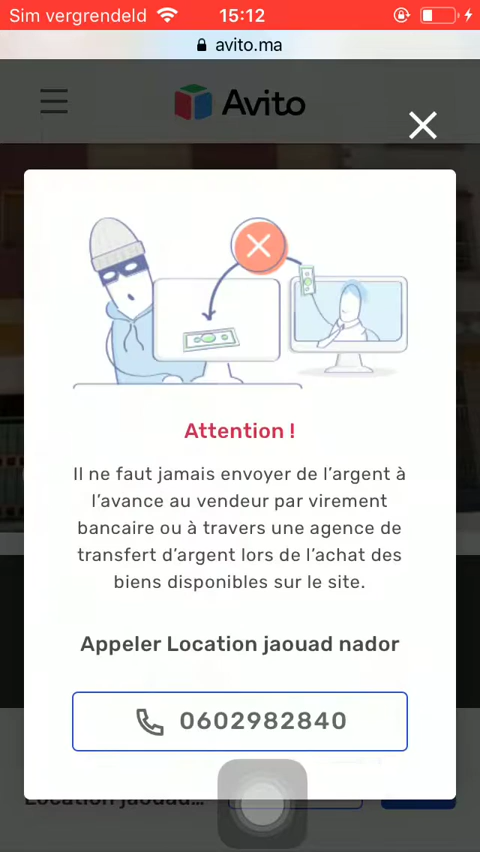 Sim vergrendeld 15:12
avito.ma
Avito
Attention !
Il ne faut jamais envoyer de l'argent à
l'avance au vendeur par virement
bancaire ou à travers une agence de
transfert d'argent lors de l'achat des
biens disponibles sur le site.
Appeler Location jaouad nador
0602982840
Location jaouad...